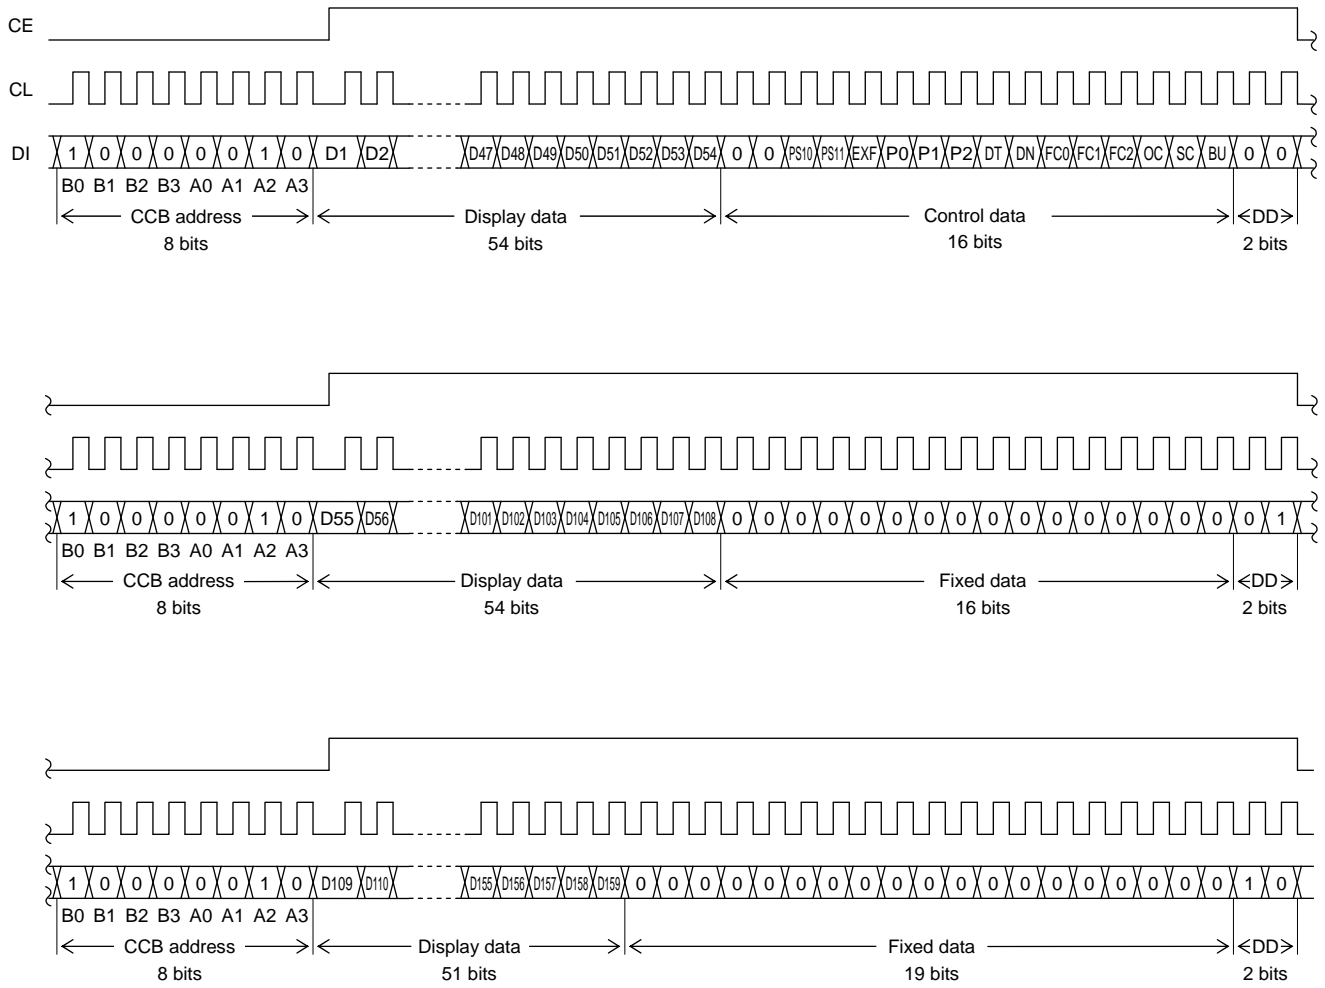 CE
CL
DI 1 0 0 0 0 0 1 0 D1 D2 D47 D48 D49 D50 D51 D52 D53 D54 0 0 PS10 PS11 EXF P0 P1 P2 DT DN FC0 FC1 FC2 OC SC BU 0 0
B0 B1 B2 B3 A0 A1 A2 A3
CCB address Display data Control data DD
8 bits 54 bits 16 bits 2 bits
1 0 0 0 0 0 1 0 D55 D56 D101 D102 D103 D104 D105 D106 D107 D108 0 0 0 0 0 0 0 0 0 0 0 0 0 0 0 0 0 1
B0 B1 B2 B3 A0 A1 A2 A3
CCB address Display data Fixed data DD
8 bits 54 bits 16 bits 2 bits
1 0 0 0 0 0 1 0 D109 D110 D155 D156 D157 D158 D159 0 0 0 0 0 0 0 0 0 0 0 0 0 0 0 0 0 0 0 1 0
B0 B1 B2 B3 A0 A1 A2 A3
CCB address Display data Fixed data DD
8 bits 51 bits 19 bits 2 bits